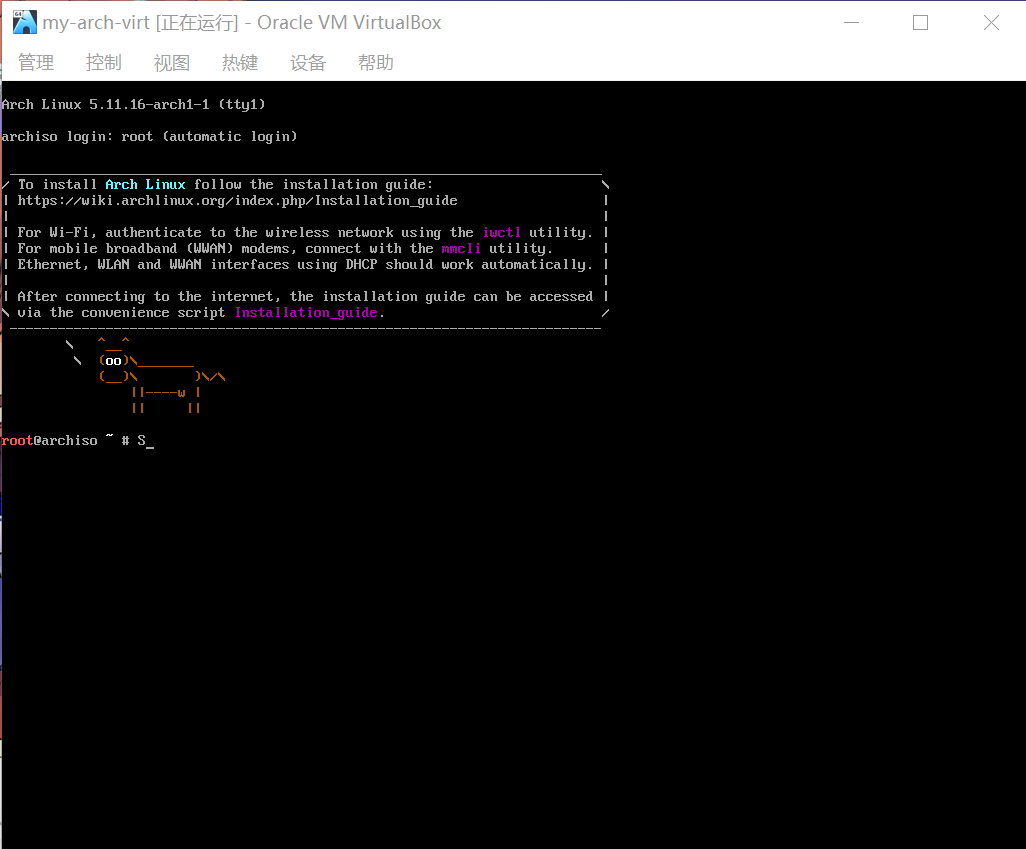 64
my-arch-virt [正在运行] - Oracle VM VirtualBox
管理 控制 视图 热键 设备 帮助
Arch Linux 5.11.16-arch1-1 (tty1)
archiso login: root (automatic login)
To install Arch Linux follow the installation guide:
https://wiki.archlinux.org/index.php/Installation_guide
For Wi-Fi, authenticate to the wireless network using the iwctl utility.
For mobile broadband (WWAN) modems, connect with the mmcli utility.
Ethernet, WLAN and WWAN interfaces using DHCP should work automatically.
After connecting to the internet, the installation guide can be accessed
via the convenience script Installation_guide.
root@archiso ~ # S_